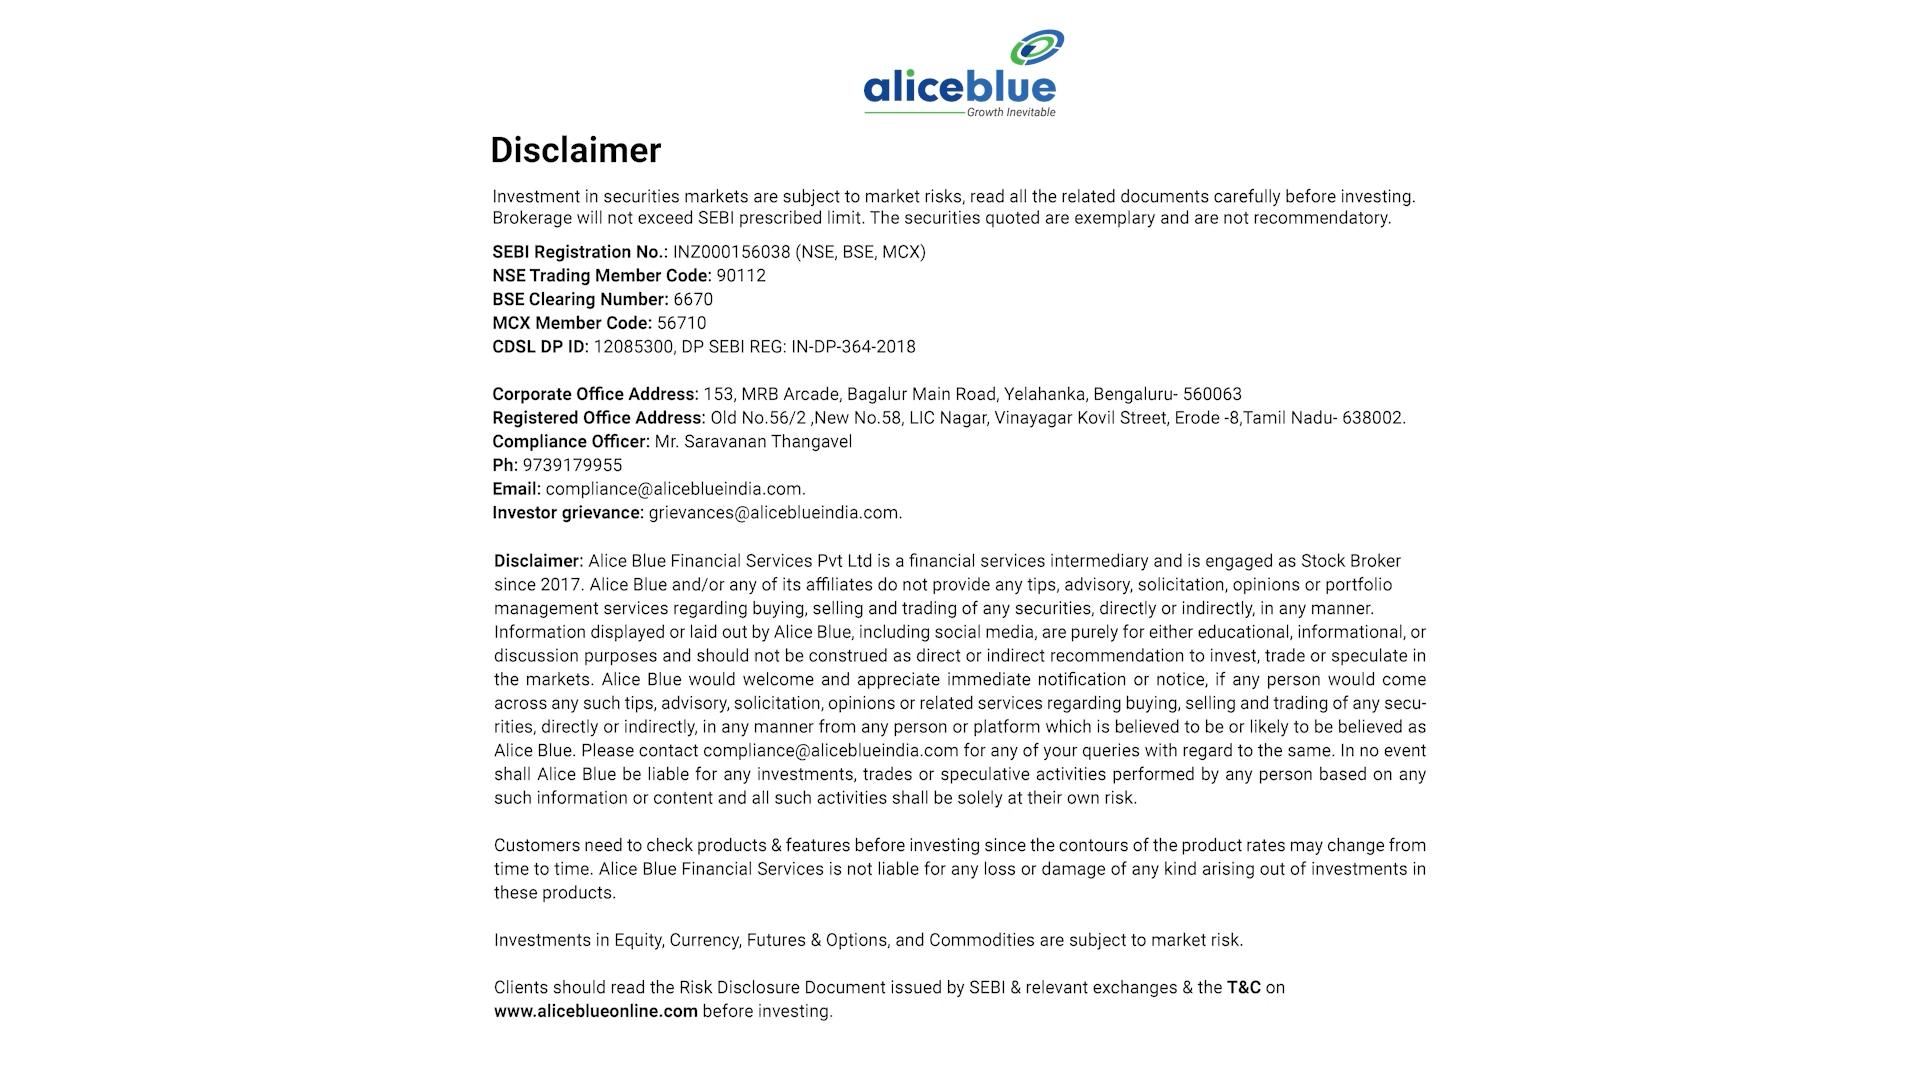 aliceblue
Growth Inevitable
Disclaimer
Investment in securities markets are subject to market risks, read all the related documents carefully before investing.
Brokerage will not exceed SEBI prescribed limit. The securities quoted are exemplary and are not recommendatory.
SEBI Registration No.: INZ000156038 (NSE, BSE, MCX)
NSE Trading Member Code: 90112
BSE Clearing Number: 6670
MCX Member Code: 56710
CDSL DP ID: 12085300, DP SEBI REG: IN-DP-364-2018
Corporate Office Address: 153, MRB Arcade, Bagalur Main Road, Yelahanka, Bengaluru- 560063
Registered Office Address: Old No.56/2 ,New No.58, LIC Nagar, Vinayagar Kovil Street, Erode -8,Tamil Nadu- 638002.
Compliance Officer: Mr. Saravanan Thangavel
Ph: 9739179955
Email: compliance@aliceblueindia.com.
Investor grievance: grievances@aliceblueindia.com.
Disclaimer: Alice Blue Financial Services Pvt Ltd is a financial services intermediary and is engaged as Stock Broker
since 2017. Alice Blue and/or any of its affiliates do not provide any tips, advisory, solicitation, opinions or portfolio
management services regarding buying, selling and trading of any securities, directly or indirectly, in any manner.
Information displayed or laid out by Alice Blue, including social media, are purely for either educational, informational, or
discussion purposes and should not be construed as direct or indirect recommendation to invest, trade or speculate in
the markets. Alice Blue would welcome and appreciate immediate notification or notice, if any person would come
across any such tips, advisory, solicitation, opinions or related services regarding buying, selling and trading of any secu-
rities, directly or indirectly, in any manner from any person or platform which is believed to be or likely to be believed as
Alice Blue. Please contact compliance@aliceblueindia.com for any of your queries with regard to the same. In no event
shall Alice Blue be liable for any investments, trades or speculative activities performed by any person based on any
such information or content and all such activities shall be solely at their own risk.
Customers need to check products & features before investing since the contours of the product rates may change from
time to time. Alice Blue Financial Services is not liable for any loss or damage of any kind arising out of investments in
these products.
Investments in Equity, Currency, Futures & Options, and Commodities are subject to market risk.
Clients should read the Risk Disclosure Document issued by SEBI & relevant exchanges & the T&C on
www.aliceblueonline.com before investing.